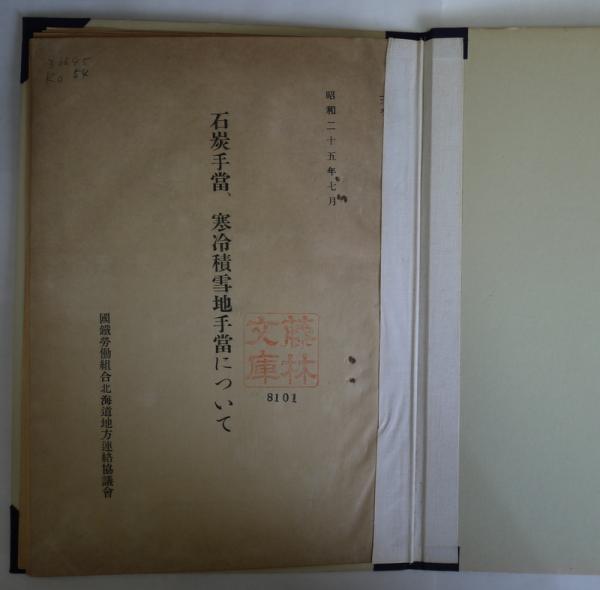 昭和二十五年七月
石炭手當、寒冷積雪地手當について
國鐵勞働組合北海道地方連絡協議會
藤林文庫
8101